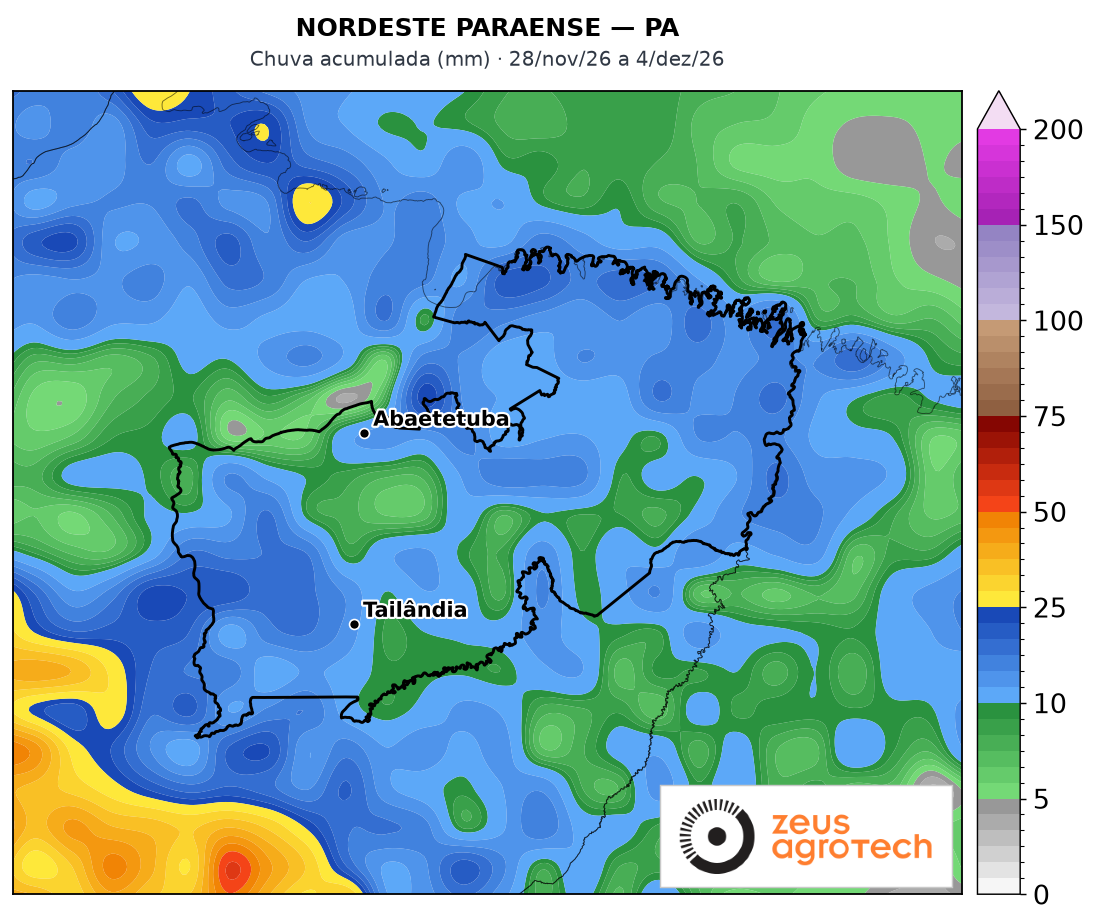 NORDESTE PARAENSE — PA
Chuva acumulada (mm) · 28/nov/26 a 4/dez/26
200
150
100
75
50
25
10
5
0
Abaetetuba
Tailândia
zeus
agrotech